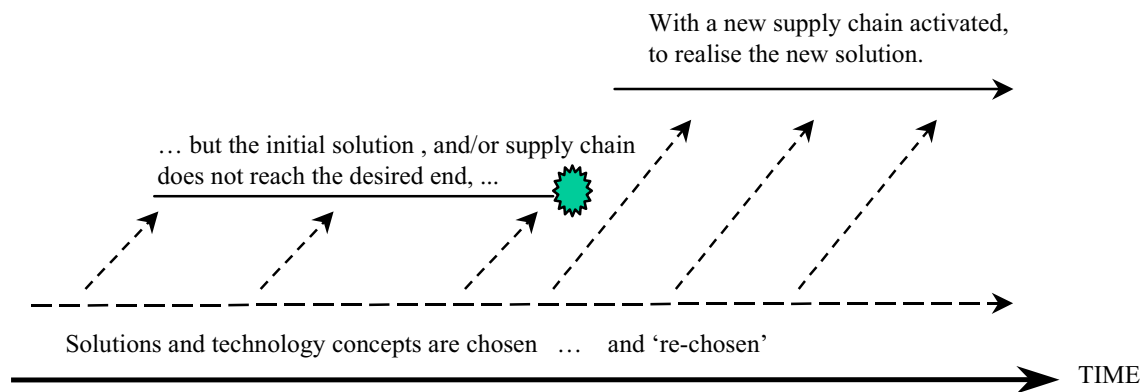 With a new supply chain activated,
to realise the new solution.
… but the initial solution , and/or supply chain
does not reach the desired end, ...
Solutions and technology concepts are chosen … and ‘re-chosen’
TIME